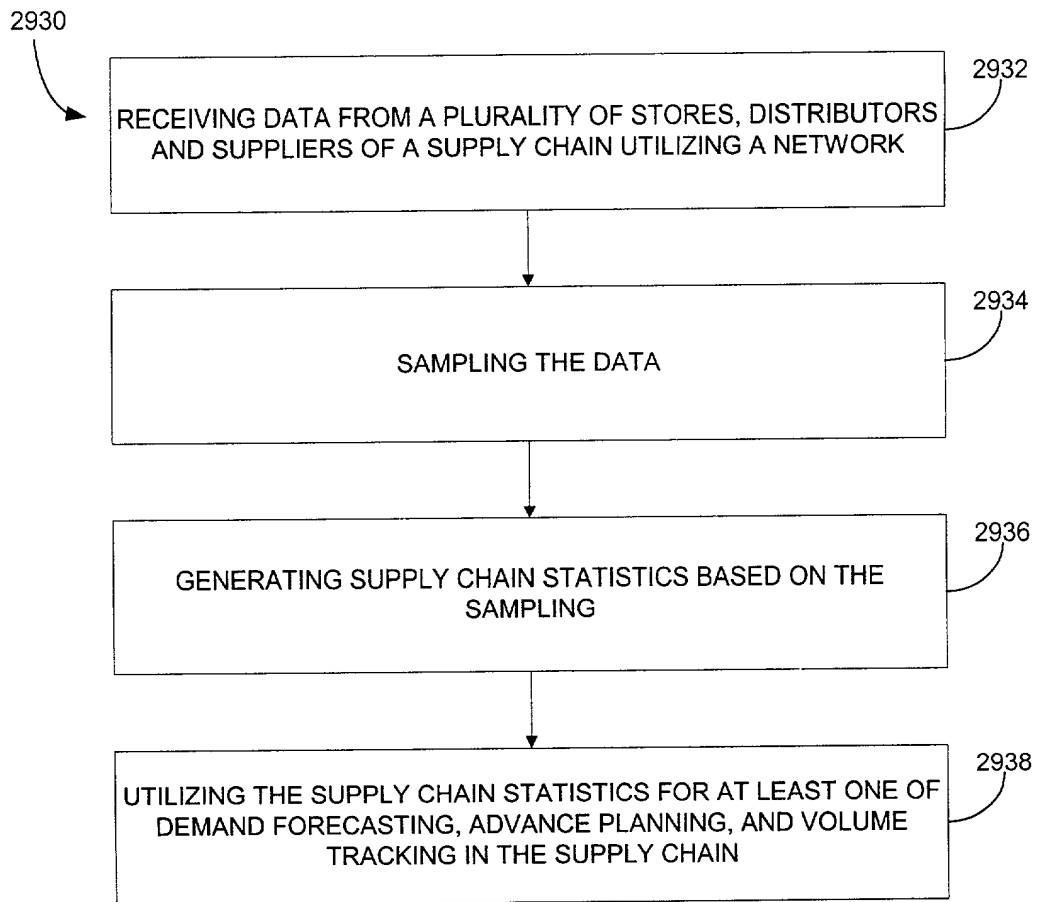 2930
2932
RECEIVING DATA FROM A PLURALITY OF STORES, DISTRIBUTORS
AND SUPPLIERS OF A SUPPLY CHAIN UTILIZING A NETWORK
2934
SAMPLING THE DATA
2936
GENERATING SUPPLY CHAIN STATISTICS BASED ON THE
SAMPLING
2938
UTILIZING THE SUPPLY CHAIN STATISTICS FOR AT LEAST ONE OF
DEMAND FORECASTING, ADVANCE PLANNING, AND VOLUME
TRACKING IN THE SUPPLY CHAIN